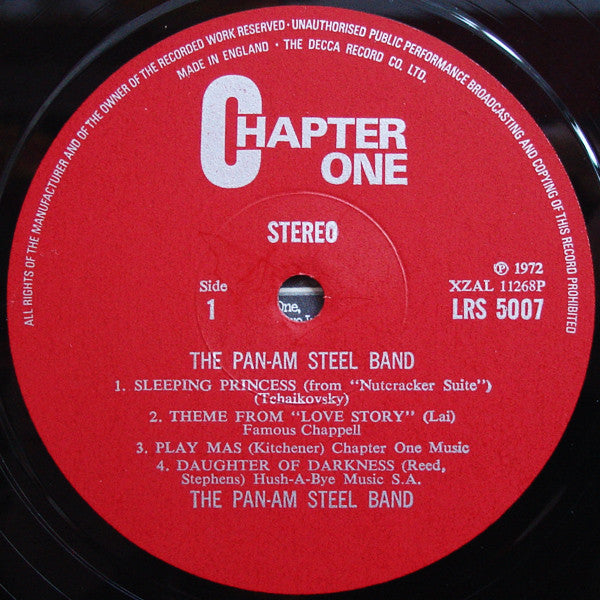 ALL RIGHTS OF THE MANUFACTURER AND OF THE OWNER OF THE RECORDED WORK RESERVED · UNAUTHORISED PUBLIC PERFORMANCE BROADCASTING AND COPYING OF THIS RECORD PROHIBITED
MADE IN ENGLAND · THE DECCA RECORD CO. LTD.
CHAPTER
ONE
STEREO
Side
1
One,
℗ 1972
XZAL 11268P
LRS 5007
THE PAN-AM STEEL BAND
1. SLEEPING PRINCESS (from "Nutcracker Suite")
(Tchaikovsky)
2. THEME FROM "LOVE STORY" (Lai)
Famous Chappell
3. PLAY MAS (Kitchener) Chapter One Music
4. DAUGHTER OF DARKNESS (Reed,
Stephens) Hush-A-Bye Music S.A.
THE PAN-AM STEEL BAND